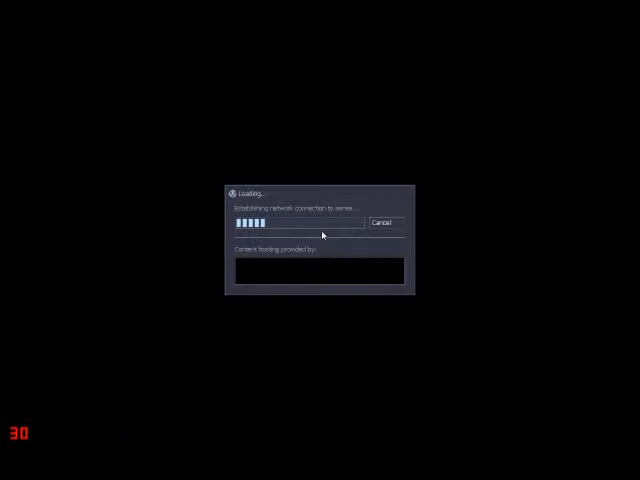 Loading...
Establishing network connection to server...
Cancel
Content hosting provided by:
30